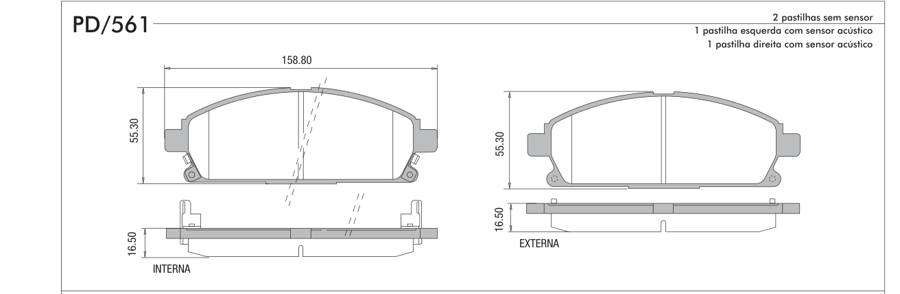 PD/561
2 pastilhas sem sensor
1 pastilha esquerda com sensor acústico
1 pastilha direita com sensor acústico
158.80
55.30
55.30
16.50
16.50
INTERNA
EXTERNA